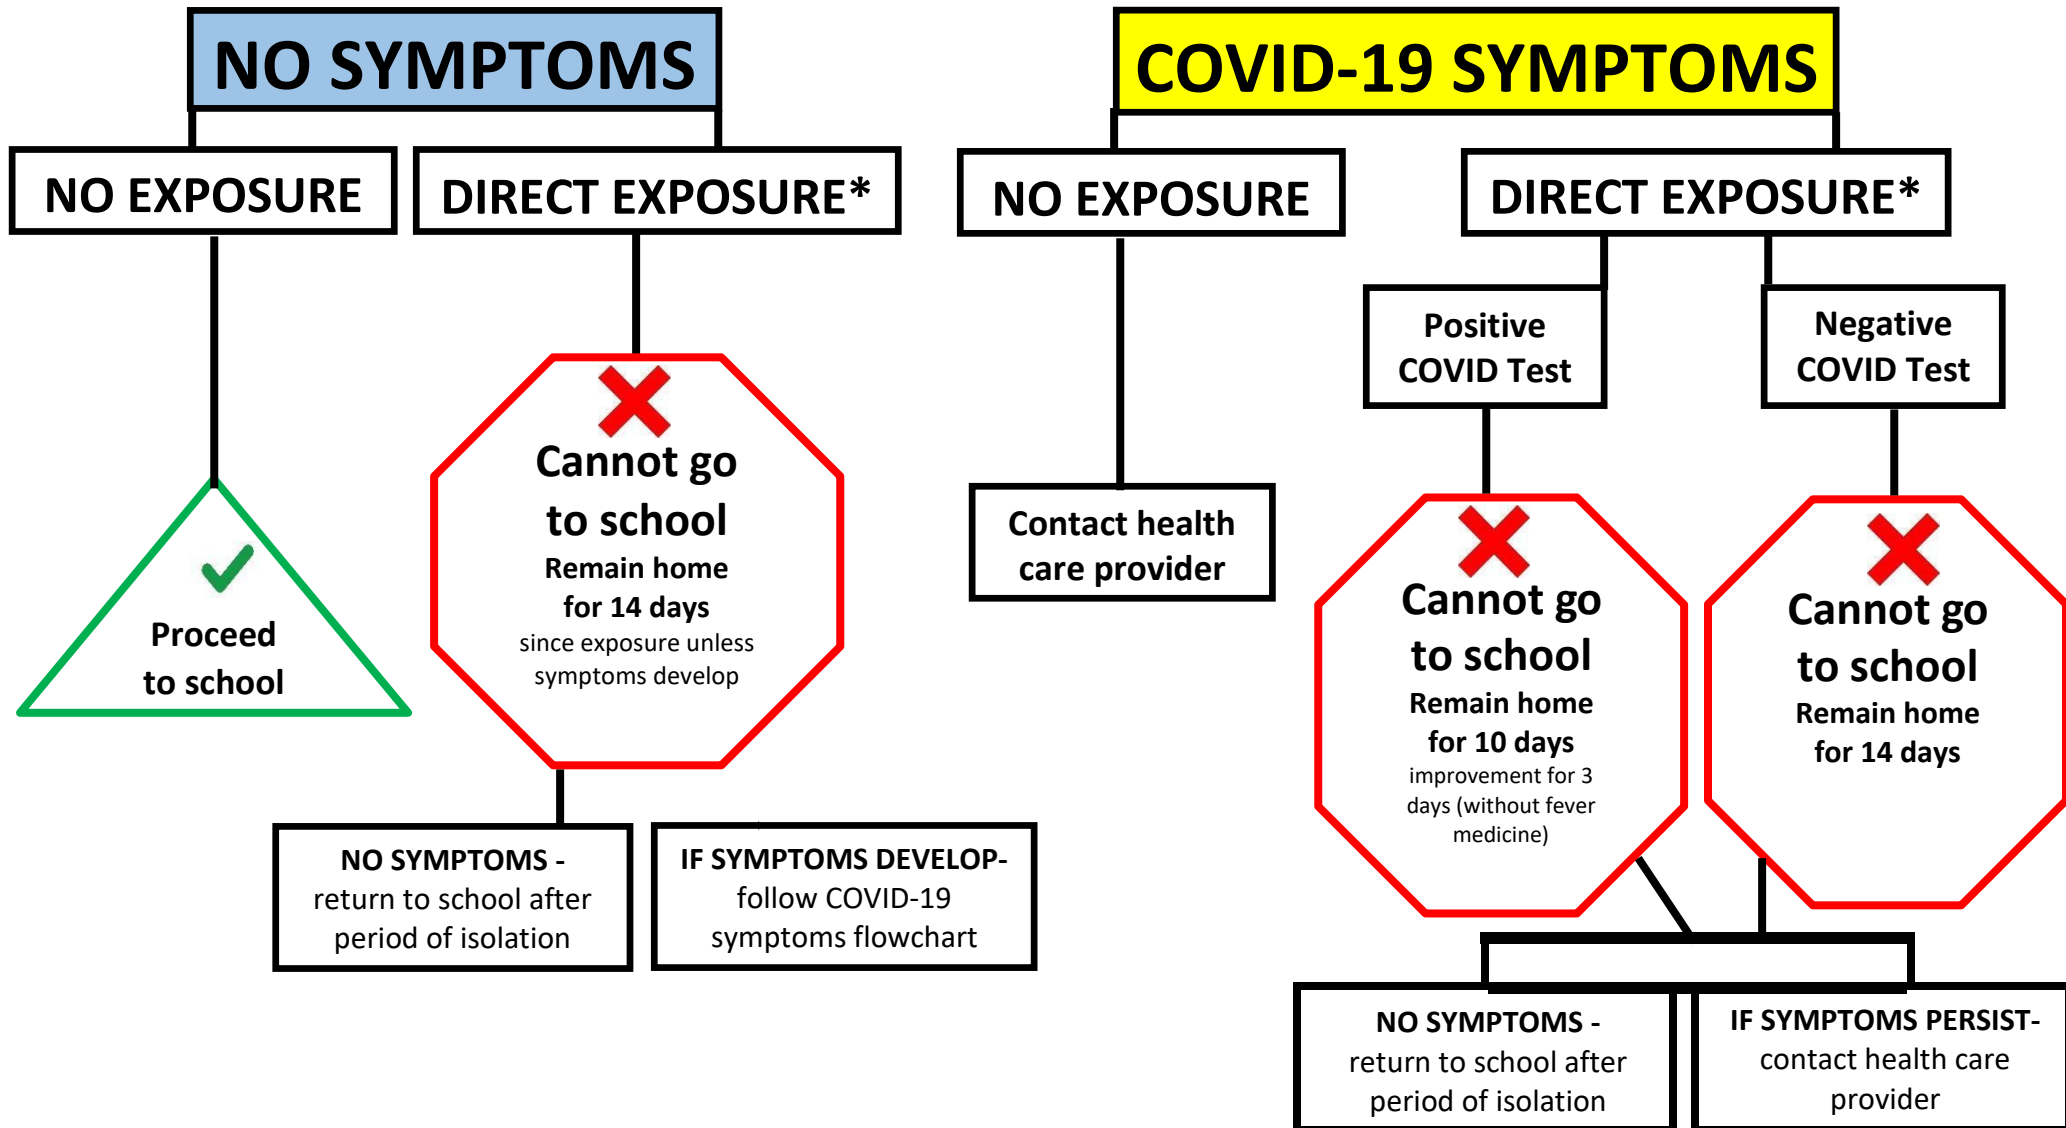 NO SYMPTOMS
NO EXPOSURE
DIRECT EXPOSURE*
Proceed
to school
Cannot go
to school
Remain home
for 14 days
since exposure unless
symptoms develop
NO SYMPTOMS -
return to school after
period of isolation
IF SYMPTOMS DEVELOP-
follow COVID-19
symptoms flowchart
COVID-19 SYMPTOMS
NO EXPOSURE
DIRECT EXPOSURE*
Contact health
care provider
Positive
COVID Test
Negative
COVID Test
Cannot go
to school
Remain home
for 10 days
improvement for 3
days (without fever
medicine)
Cannot go
to school
Remain home
for 14 days
NO SYMPTOMS -
return to school after
period of isolation
IF SYMPTOMS PERSIST-
contact health care
provider